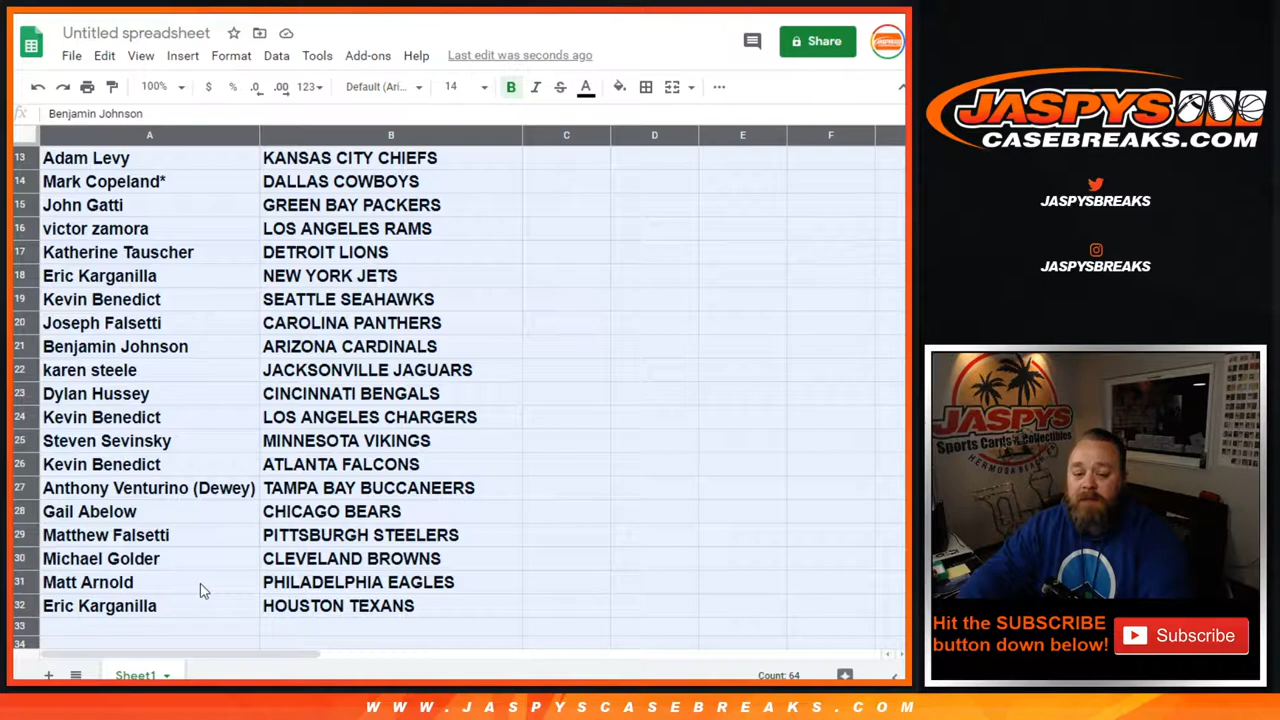 Untitled spreadsheet
File Edit View Insert Format Data Tools Add-ons Help Last edit was seconds ago
Share
100% $ % .0 .00 123 Default (Ari... 14 B I S A
fx Benjamin Johnson
A B C D E F
13 Adam Levy KANSAS CITY CHIEFS
14 Mark Copeland* DALLAS COWBOYS
15 John Gatti GREEN BAY PACKERS
16 victor zamora LOS ANGELES RAMS
17 Katherine Tauscher DETROIT LIONS
18 Eric Karganilla NEW YORK JETS
19 Kevin Benedict SEATTLE SEAHAWKS
20 Joseph Falsetti CAROLINA PANTHERS
21 Benjamin Johnson ARIZONA CARDINALS
22 karen steele JACKSONVILLE JAGUARS
23 Dylan Hussey CINCINNATI BENGALS
24 Kevin Benedict LOS ANGELES CHARGERS
25 Steven Sevinsky MINNESOTA VIKINGS
26 Kevin Benedict ATLANTA FALCONS
27 Anthony Venturino (Dewey) TAMPA BAY BUCCANEERS
28 Gail Abelow CHICAGO BEARS
29 Matthew Falsetti PITTSBURGH STEELERS
30 Michael Golder CLEVELAND BROWNS
31 Matt Arnold PHILADELPHIA EAGLES
32 Eric Karganilla HOUSTON TEXANS
33
34
Sheet1
Count: 64
JASPYS
CASEBREAKS.COM
JASPYSBREAKS
JASPYSBREAKS
JASPYS
Sports Cards & Collectibles
HERMOSA BEACH
Hit the SUBSCRIBE
button down below!
Subscribe
WWW.JASPYSCASEBREAKS.COM